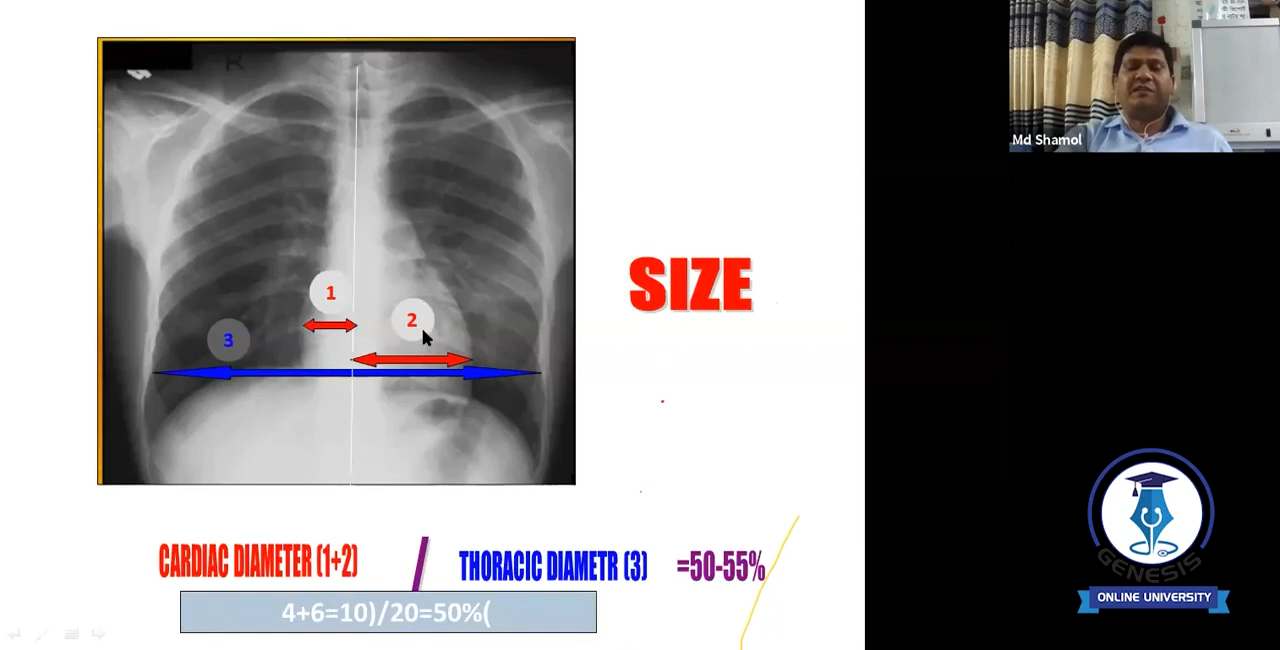 R
1
2
3
SIZE
CARDIAC DIAMETER (1+2) / THORACIC DIAMETR (3) =50-55%
4+6=10)/20=50%(
Md Shamol
GENESIS
ONLINE UNIVERSITY